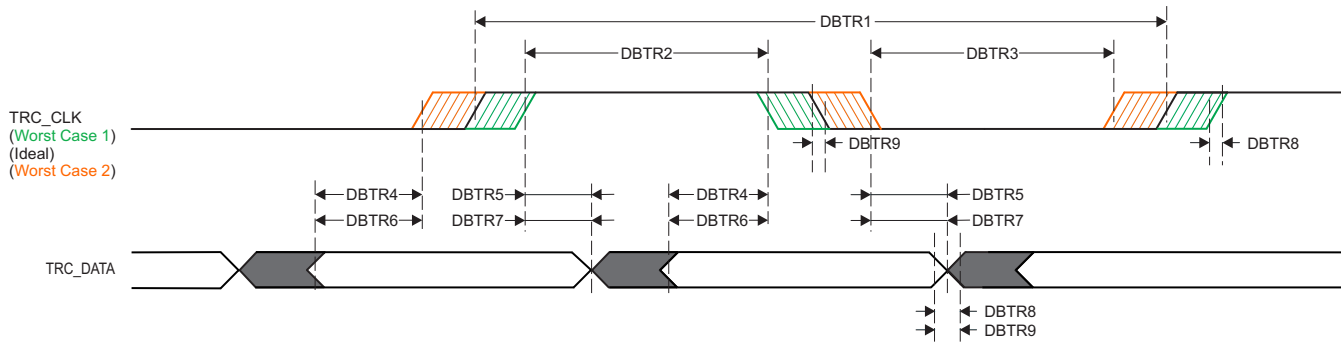 DBTR1
DBTR2
DBTR3
TRC_CLK
(Worst Case 1)
(Ideal)
(Worst Case 2)
DBTR9
DBTR8
DBTR4
DBTR5
DBTR4
DBTR5
DBTR6
DBTR7
DBTR6
DBTR7
TRC_DATA
DBTR8
DBTR9